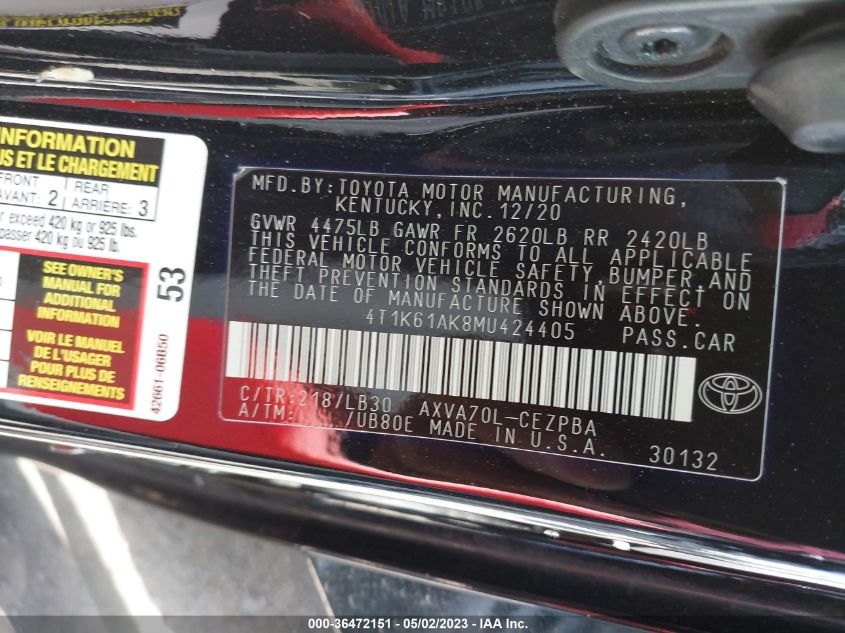 INFORMATION
US ET LE CHARGEMENT
FRONT
AVANT: 2
REAR
ARRIÈRE: 3
exceed 420 kg or 925 lbs.
passer 420 kg ou 925 lb.
SEE OWNER'S
MANUAL FOR
ADDITIONAL
INFORMATION
VOIR LE MANUEL
DE L'USAGER
POUR PLUS DE
RENSEIGNEMENTS
53
42661-06B50
MFD.BY:TOYOTA MOTOR MANUFACTURING,
KENTUCKY, INC. 12/20
GVWR 4475LB GAWR FR 2620LB RR 2420LB
THIS VEHICLE CONFORMS TO ALL APPLICABLE
FEDERAL MOTOR VEHICLE SAFETY, BUMPER, AND
THEFT PREVENTION STANDARDS IN EFFECT ON
THE DATE OF MANUFACTURE SHOWN ABOVE.
4T1K61AK8MU424405 PASS.CAR
C/TR:218/LB30 AXVA70L-CEZPBA
A/TM: /UB80E MADE IN U.S.A.
30132
000-36472151 - 05/02/2023 - IAA Inc.